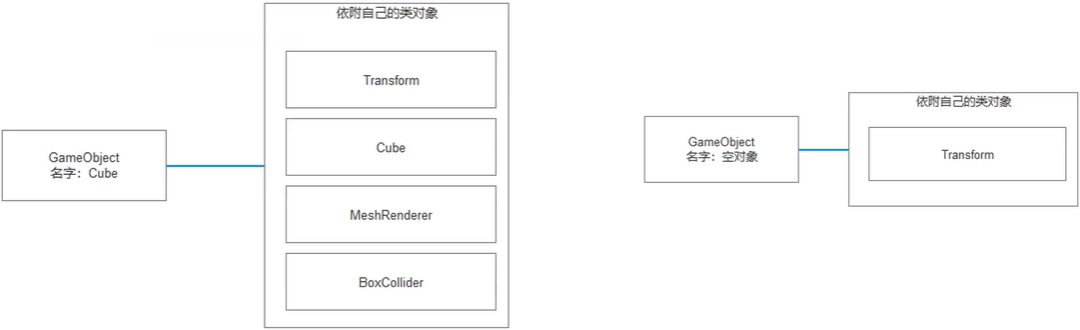 依附自己的类对象
Transform
Cube
MeshRenderer
BoxCollider
GameObject
名字：Cube
依附自己的类对象
Transform
GameObject
名字：空对象